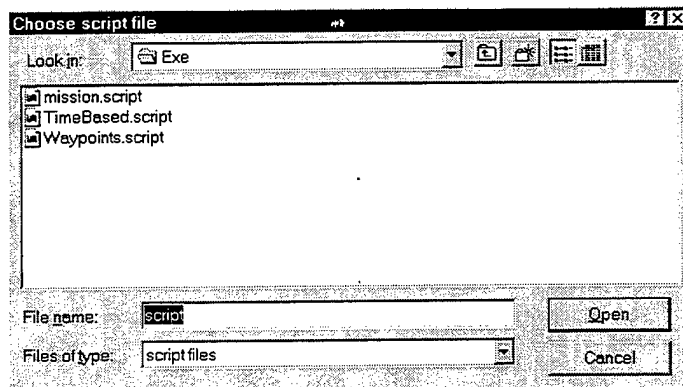 Choose script file
Look in: Exe
mission.script
TimeBased.script
Waypoints.script
File name: script Open
Files of type: script files Cancel